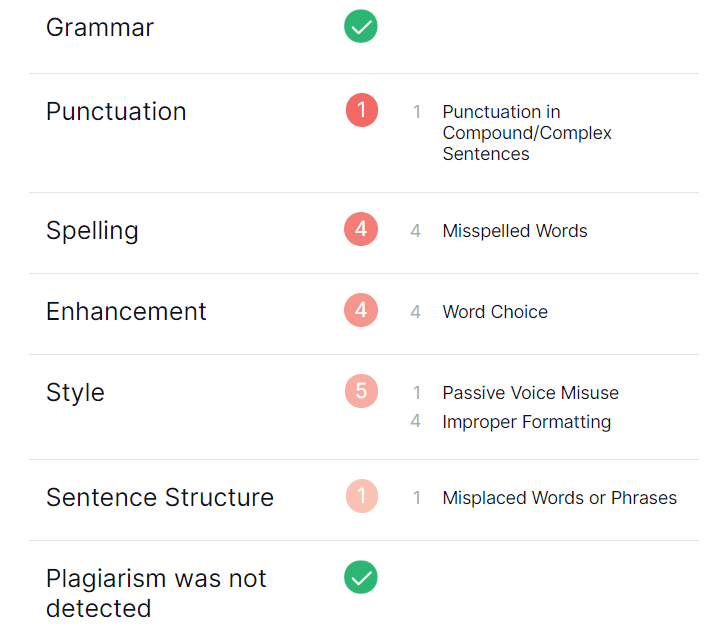 Grammar
Punctuation 1 1 Punctuation in
Compound/Complex
Sentences
Spelling 4 4 Misspelled Words
Enhancement 4 4 Word Choice
Style 5 1 Passive Voice Misuse
4 Improper Formatting
Sentence Structure 1 1 Misplaced Words or Phrases
Plagiarism was not
detected